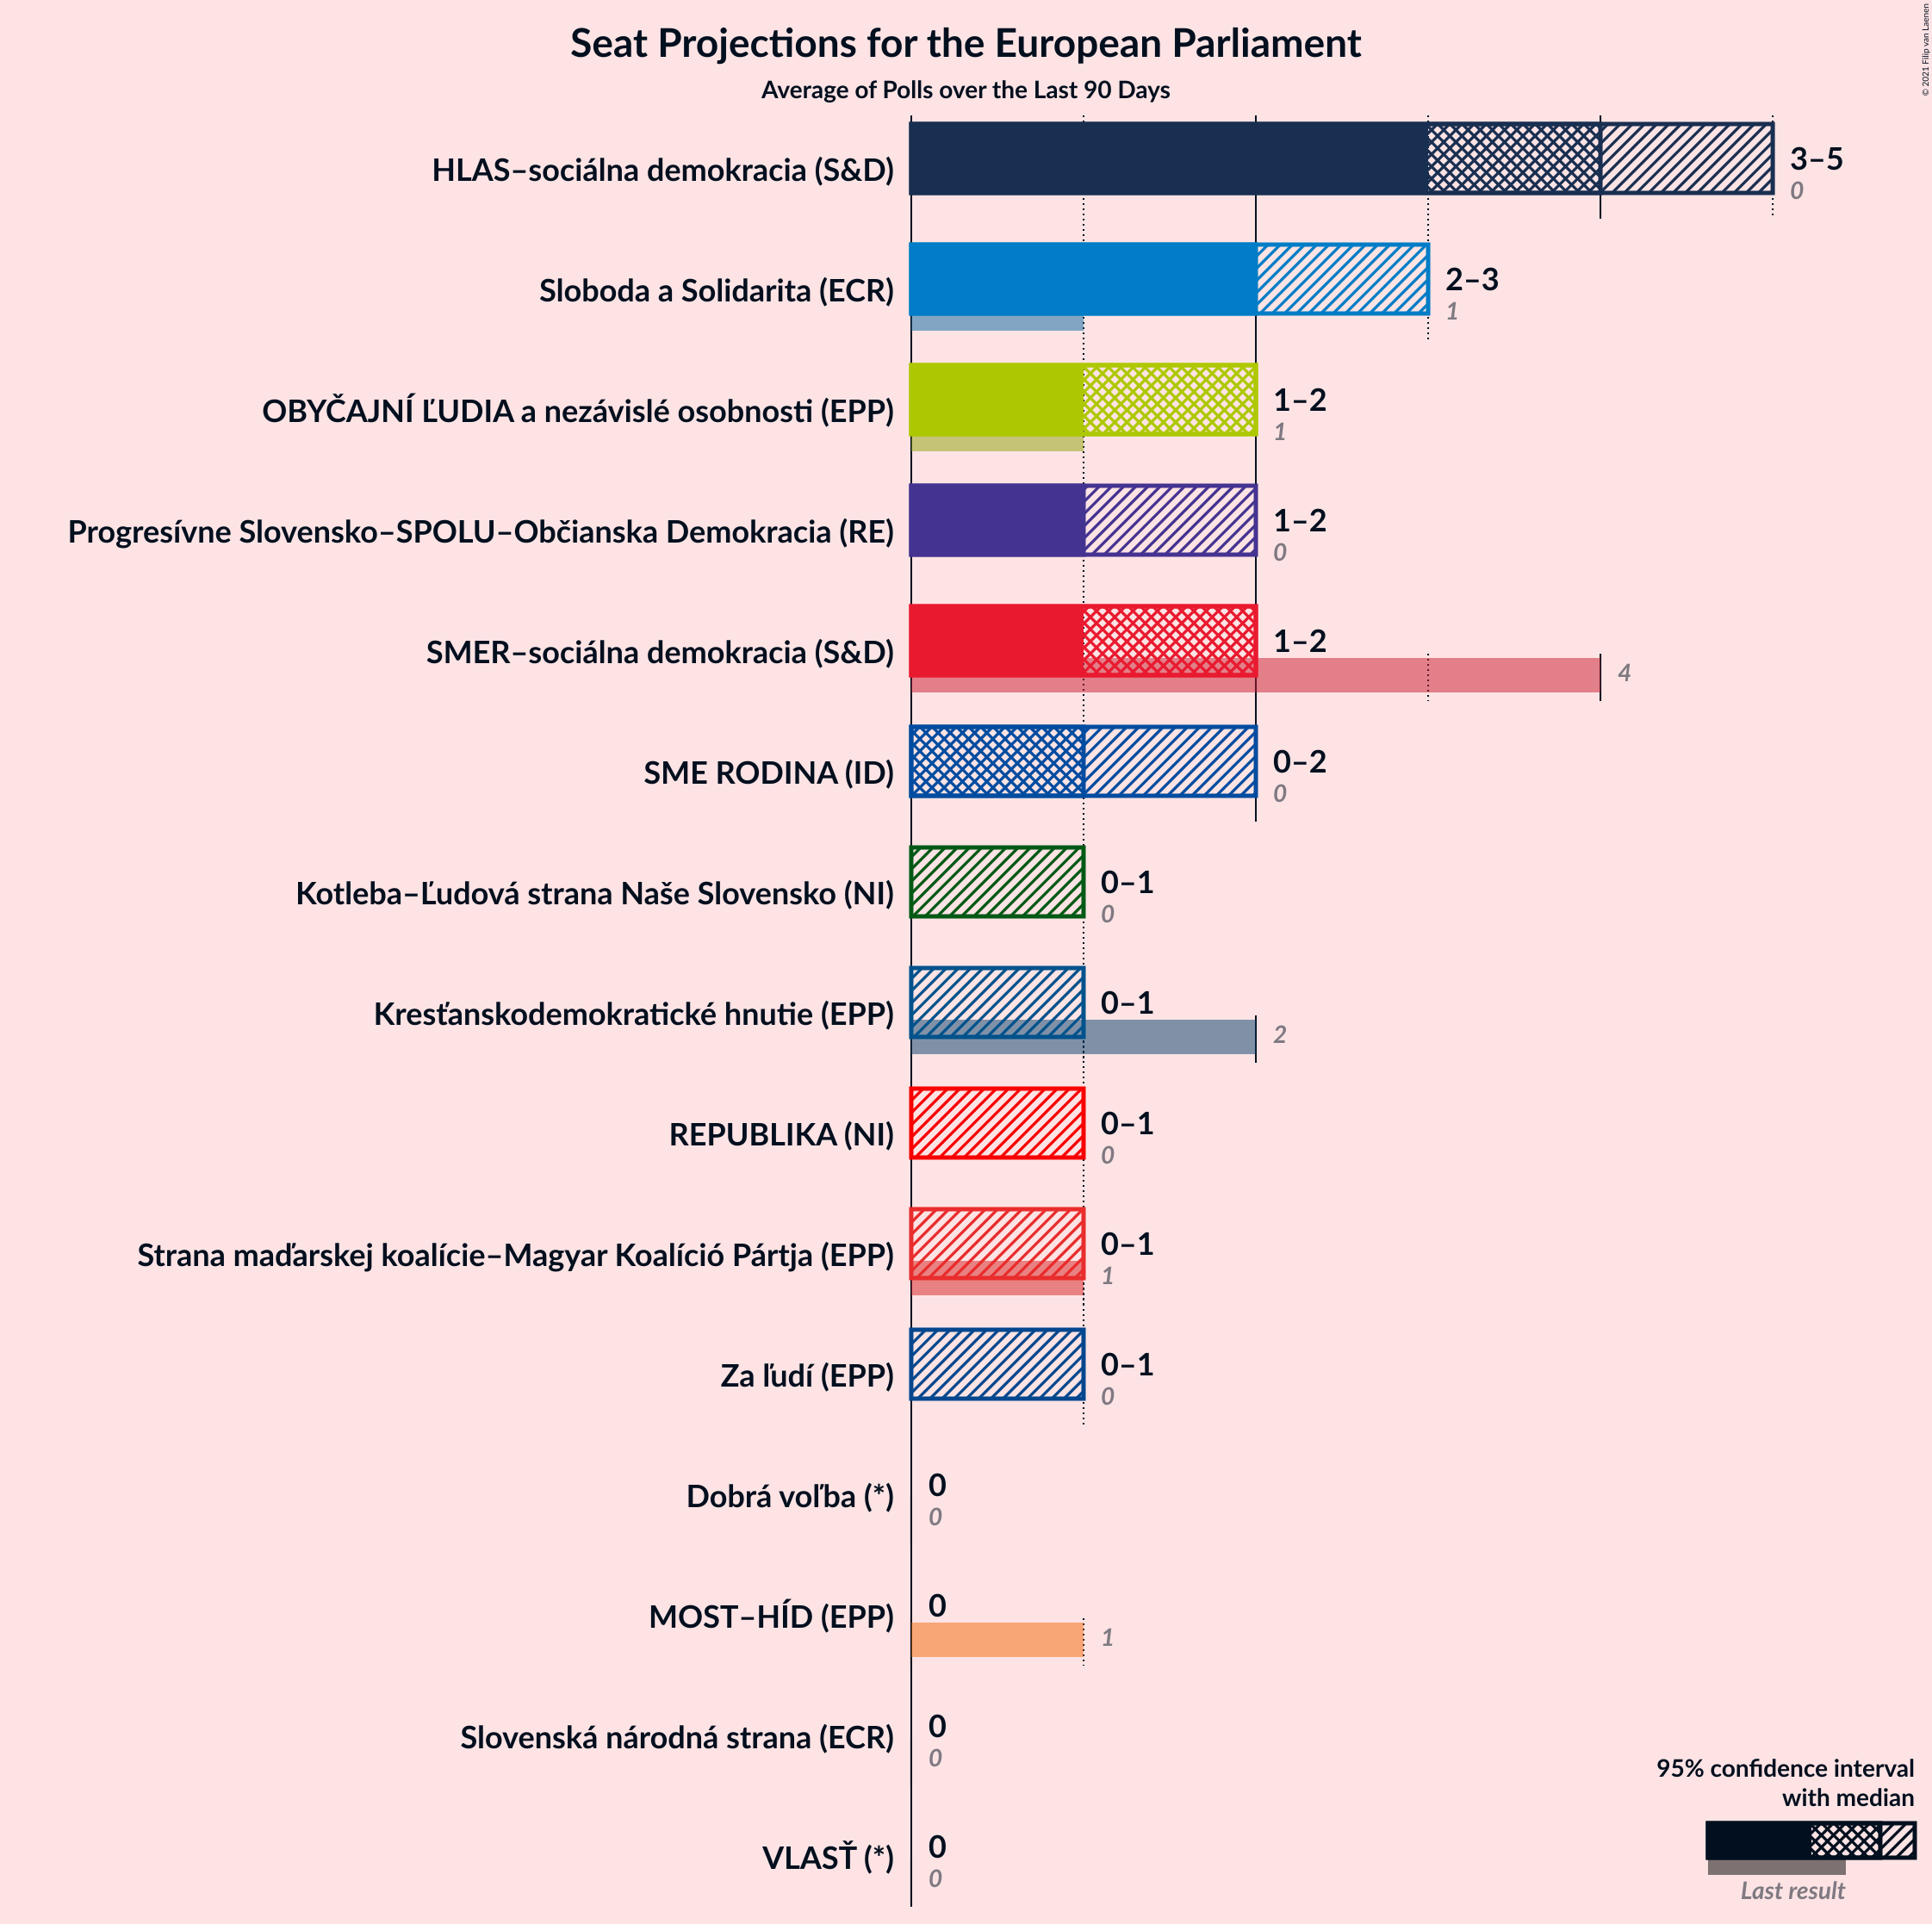 Seat Projections for the European Parliament
Average of Polls over the Last 90 Days
© 2021 Filip van Laenen
HLAS–sociálna demokracia (S&D)
3–5
0
Sloboda a Solidarita (ECR)
2–3
1
OBYČAJNÍ ĽUDIA a nezávislé osobnosti (EPP)
1–2
1
Progresívne Slovensko–SPOLU–Občianska Demokracia (RE)
1–2
0
SMER–sociálna demokracia (S&D)
1–2
4
SME RODINA (ID)
0–2
0
Kotleba–Ľudová strana Naše Slovensko (NI)
0–1
0
Kresťanskodemokratické hnutie (EPP)
0–1
2
REPUBLIKA (NI)
0–1
0
Strana maďarskej koalície–Magyar Koalíció Pártja (EPP)
0–1
1
Za ľudí (EPP)
0–1
0
Dobrá voľba (*)
0
0
MOST–HÍD (EPP)
0
1
Slovenská národná strana (ECR)
0
0
VLASŤ (*)
0
0
95% confidence interval
with median
Last result